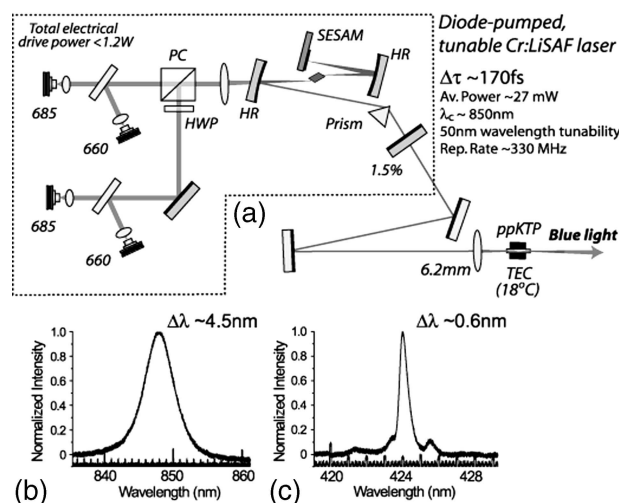 Total electrical
drive power <1.2W
Diode-pumped,
tunable Cr:LiSAF laser
Δτ ~170fs
Av. Power ~27 mW
λc ~ 850nm
50nm wavelength tunability
Rep. Rate ~330 MHz
PC
SESAM
HR
685
660
HWP
HR
Prism
1.5%
685
660
(a)
ppKTP
Blue light
6.2mm
TEC
(18°C)
Δλ ~4.5nm
Normalized Intensity
1.0
0.8
0.6
0.4
0.2
0.0
840
850
860
Wavelength (nm)
(b)
Δλ ~0.6nm
Normalized Intensity
1.0
0.8
0.6
0.4
0.2
0.0
420
424
428
Wavelength (nm)
(c)